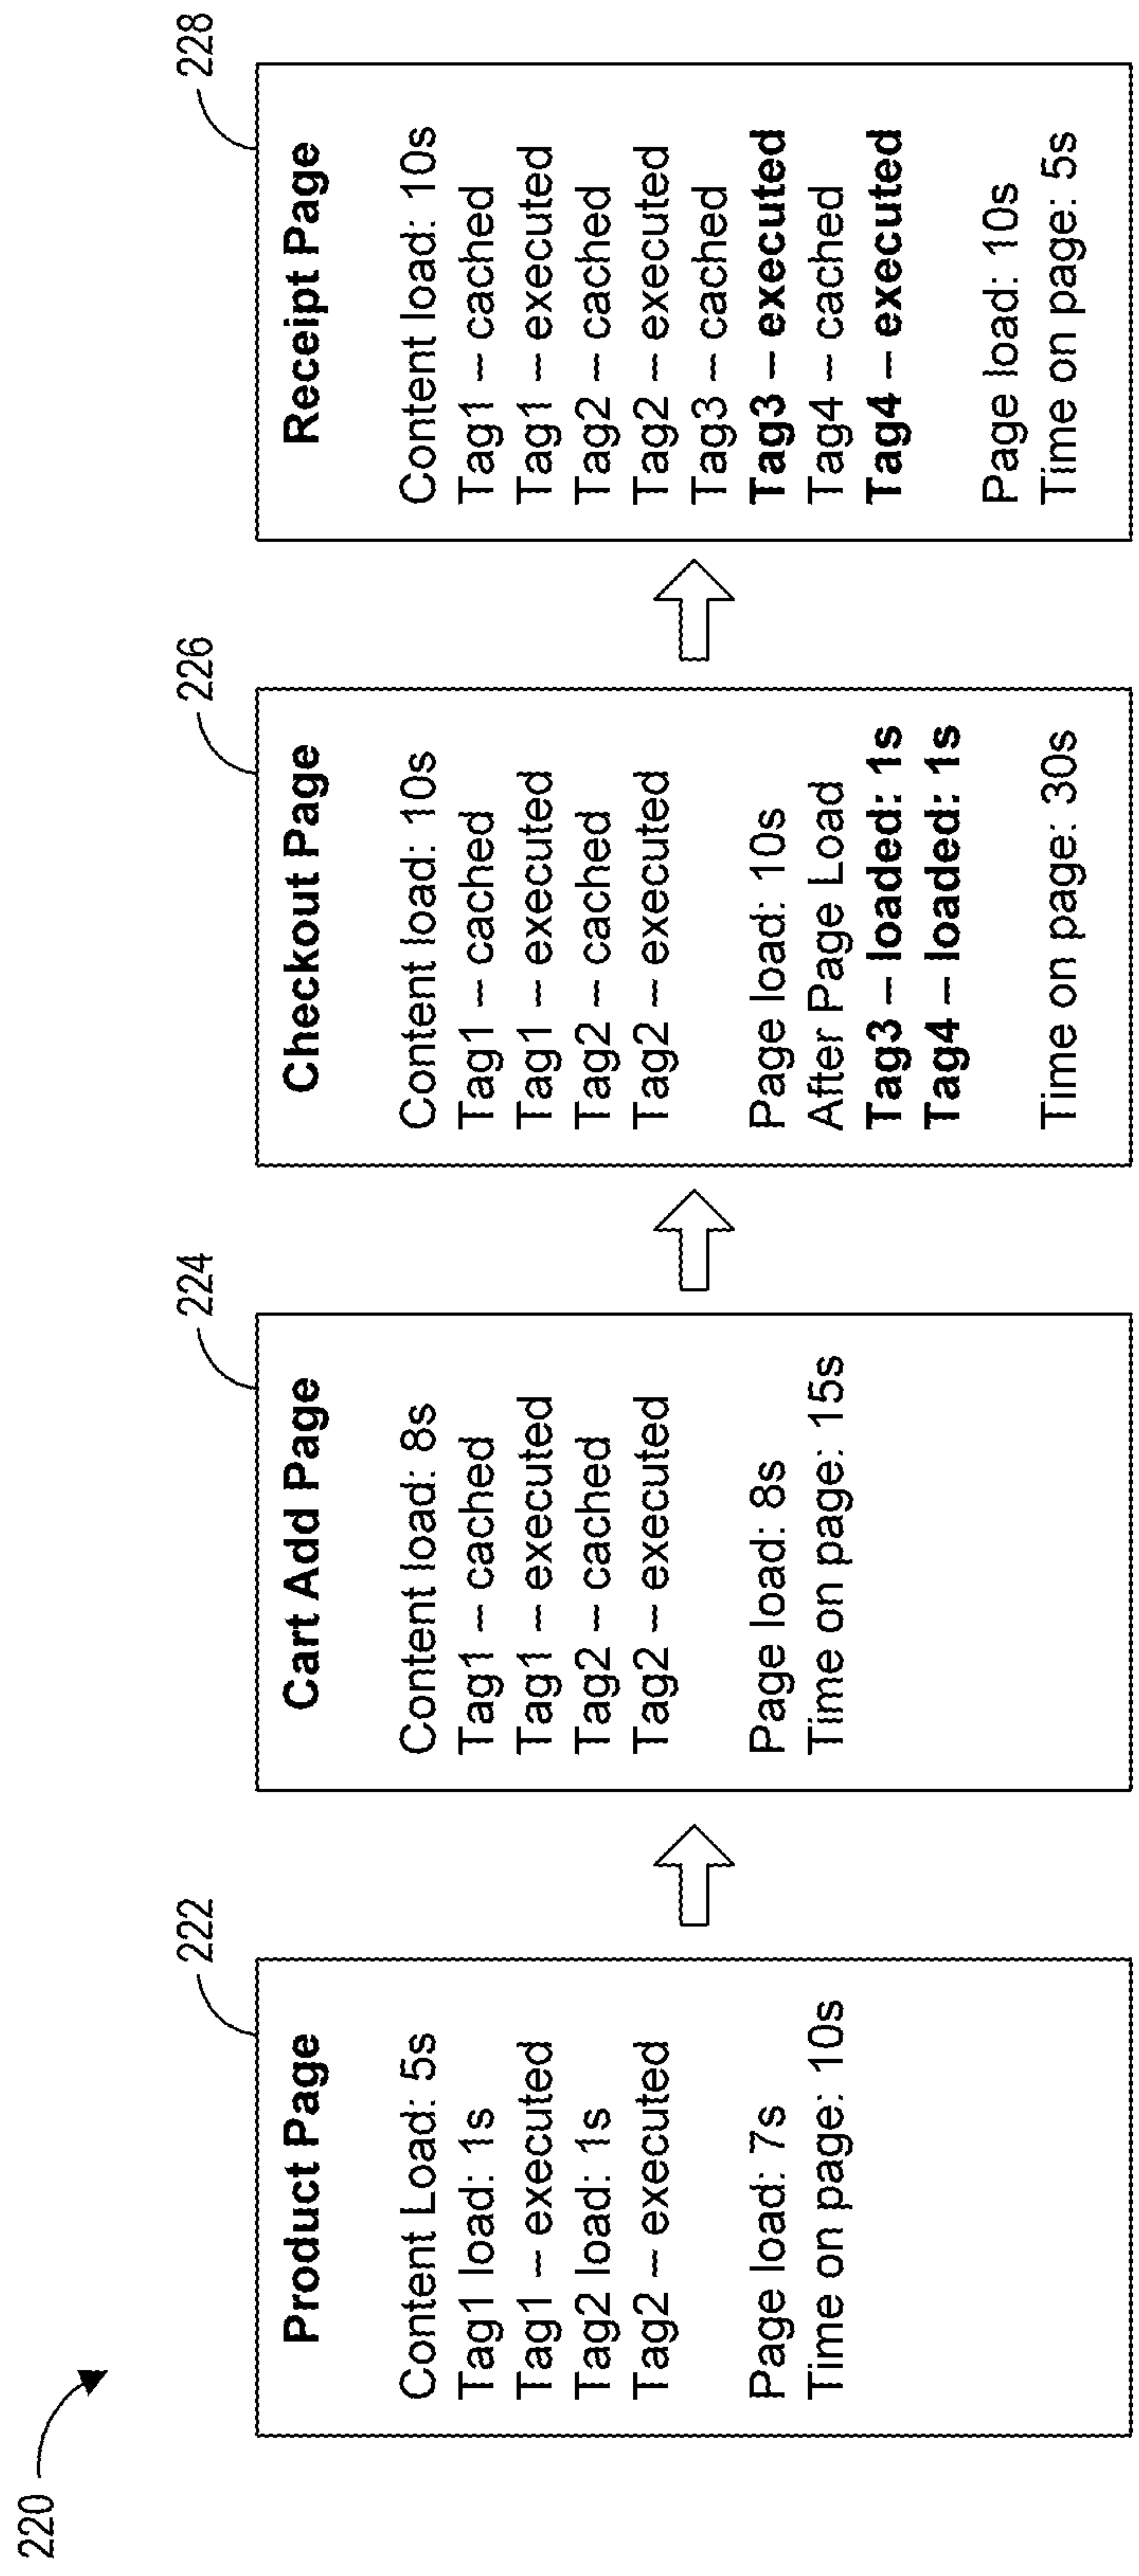 220
222
Product Page
Content Load: 5s
Tag1 load: 1s
Tag1 – executed
Tag2 load: 1s
Tag2 – executed
Page load: 7s
Time on page: 10s
224
Cart Add Page
Content load: 8s
Tag1 – cached
Tag1 – executed
Tag2 – cached
Tag2 – executed
Page load: 8s
Time on page: 15s
226
Checkout Page
Content load: 10s
Tag1 – cached
Tag1 – executed
Tag2 – cached
Tag2 – executed
Page load: 10s
After Page Load
Tag3 – loaded: 1s
Tag4 – loaded: 1s
Time on page: 30s
228
Receipt Page
Content load: 10s
Tag1 – cached
Tag1 – executed
Tag2 – cached
Tag2 – executed
Tag3 – cached
Tag3 – executed
Tag4 – cached
Tag4 – executed
Page load: 10s
Time on page: 5s